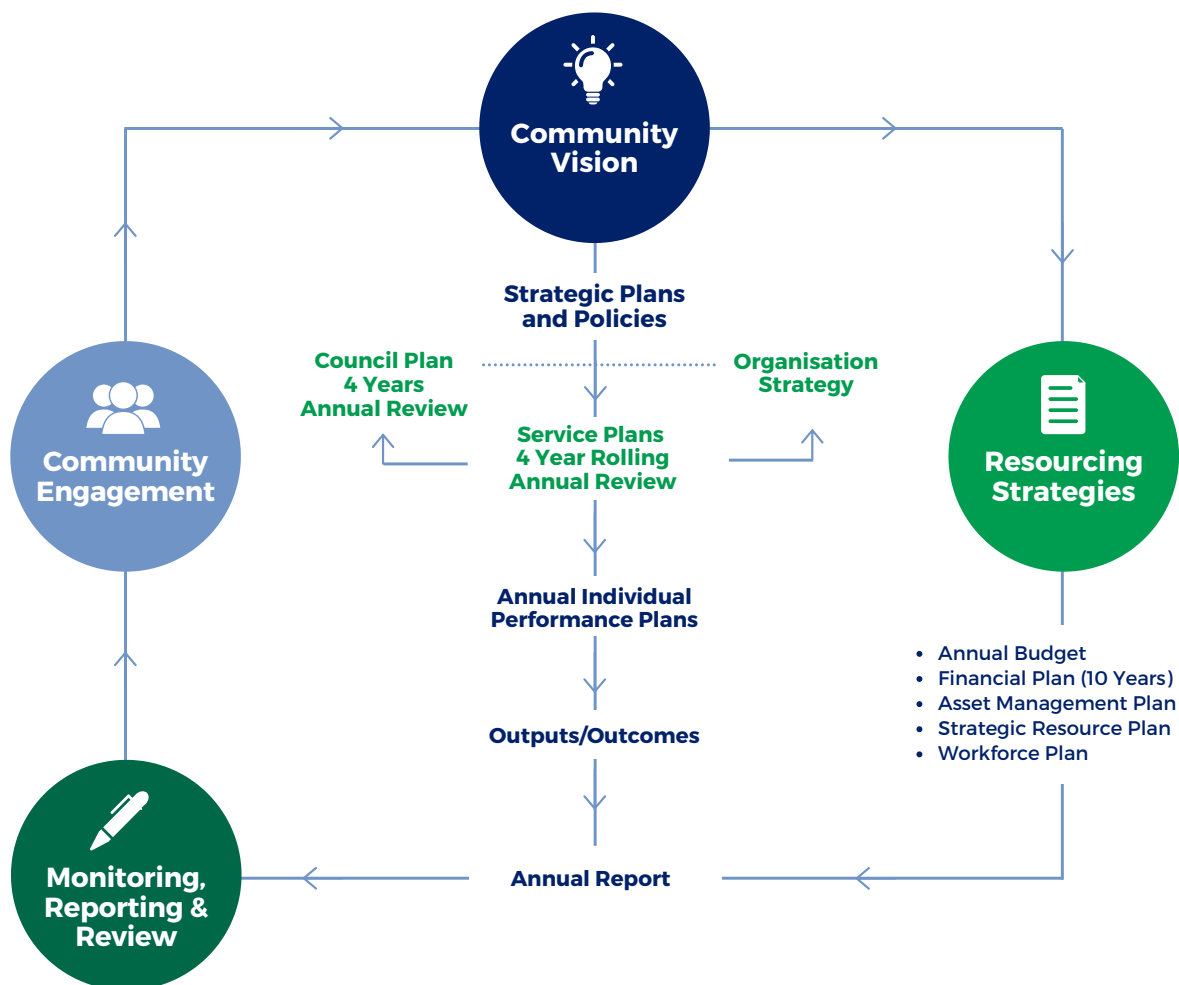 Community
Vision
Strategic Plans
and Policies
Council Plan
4 Years
Annual Review
Organisation
Strategy
Service Plans
4 Year Rolling
Annual Review
Community
Engagement
Resourcing
Strategies
Annual Individual
Performance Plans
• Annual Budget
• Financial Plan (10 Years)
• Asset Management Plan
• Strategic Resource Plan
• Workforce Plan
Outputs/Outcomes
Annual Report
Monitoring,
Reporting &
Review